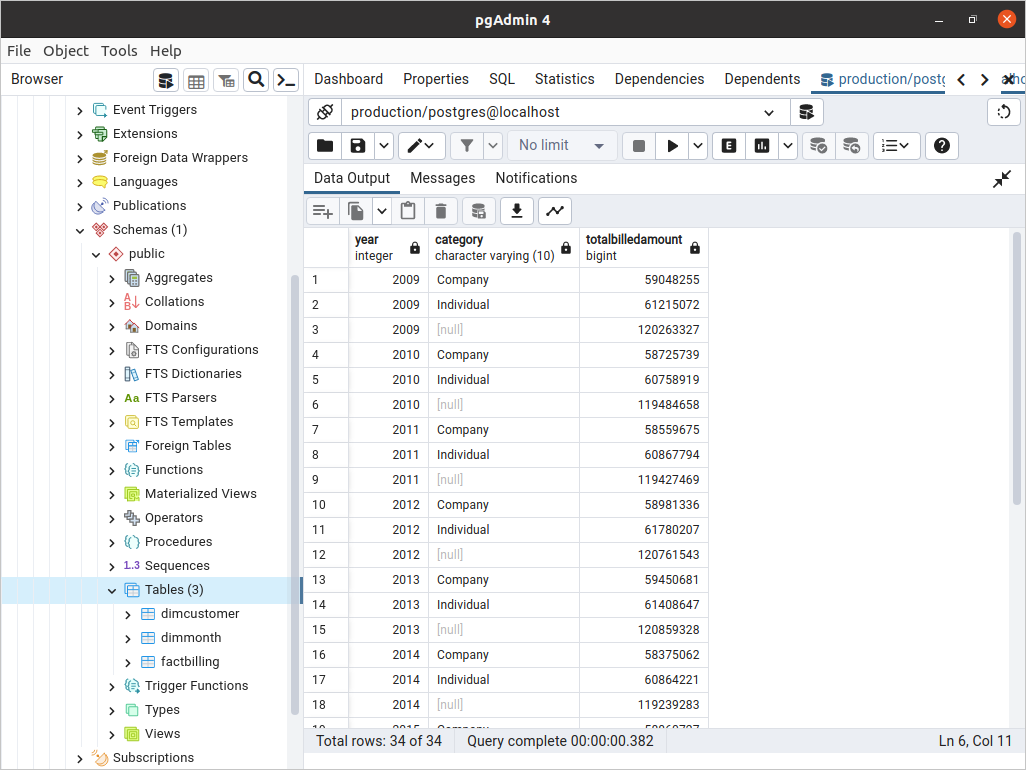 pgAdmin 4
File Object Tools Help
Browser
Dashboard Properties SQL Statistics Dependencies Dependents production/postg
production/postgres@localhost
No limit
E
Data Output Messages Notifications
Event Triggers
Extensions
Foreign Data Wrappers
Languages
Publications
Schemas (1)
public
Aggregates
Collations
Domains
FTS Configurations
FTS Dictionaries
Aa FTS Parsers
FTS Templates
Foreign Tables
Functions
Materialized Views
Operators
Procedures
1..3 Sequences
Tables (3)
dimcustomer
dimmonth
factbilling
Trigger Functions
Types
Views
Subscriptions
year category totalbilledamount
integer character varying (10) bigint
1 2009 Company 59048255
2 2009 Individual 61215072
3 2009 [null] 120263327
4 2010 Company 58725739
5 2010 Individual 60758919
6 2010 [null] 119484658
7 2011 Company 58559675
8 2011 Individual 60867794
9 2011 [null] 119427469
10 2012 Company 58981336
11 2012 Individual 61780207
12 2012 [null] 120761543
13 2013 Company 59450681
14 2013 Individual 61408647
15 2013 [null] 120859328
16 2014 Company 58375062
17 2014 Individual 60864221
18 2014 [null] 119239283
Total rows: 34 of 34 Query complete 00:00:00.382 Ln 6, Col 11